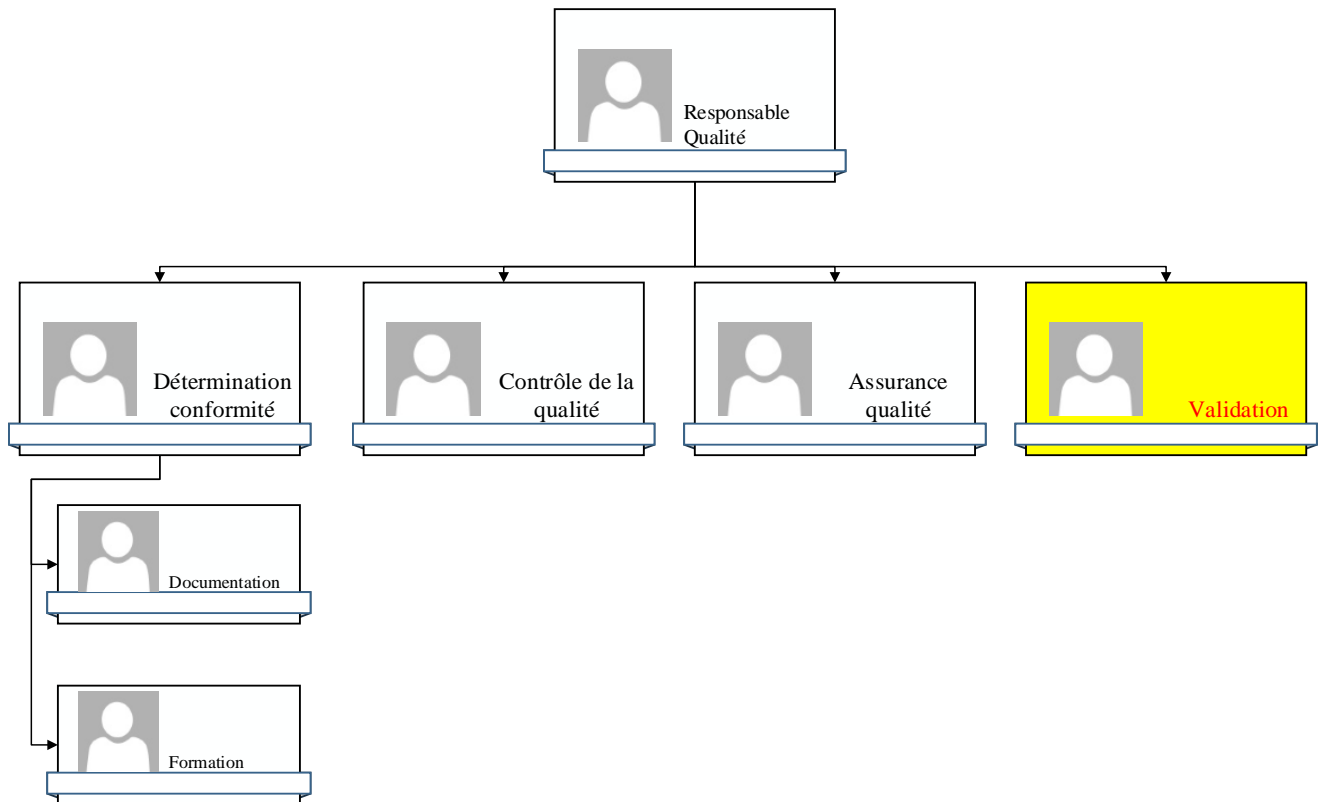 Responsable
Qualité
Détermination
conformité
Contrôle de la
qualité
Assurance
qualité
Validation
Documentation
Formation